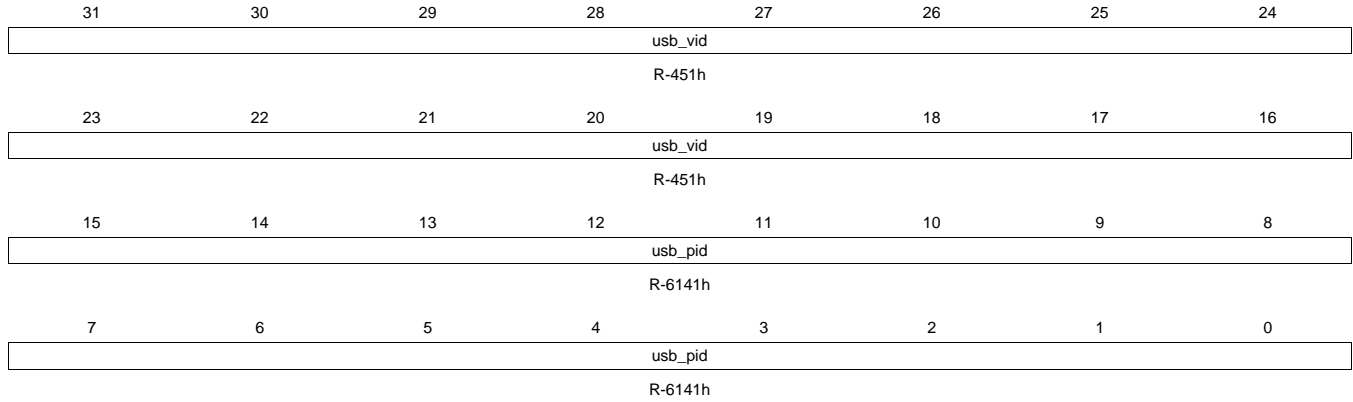 31 30 29 28 27 26 25 24
usb_vid
R-451h
23 22 21 20 19 18 17 16
usb_vid
R-451h
15 14 13 12 11 10 9 8
usb_pid
R-6141h
7 6 5 4 3 2 1 0
usb_pid
R-6141h